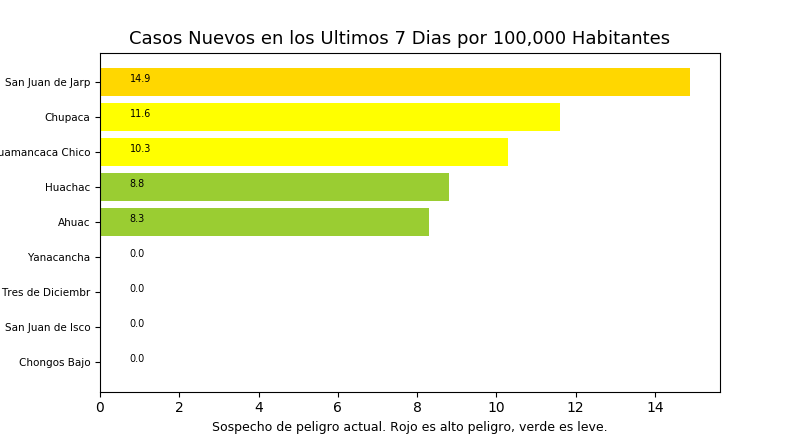 Casos Nuevos en los Ultimos 7 Dias por 100,000 Habitantes
San Juan de Jarp 14.9
Chupaca 11.6
uamancaca Chico 10.3
Huachac 8.8
Ahuac 8.3
Yanacancha 0.0
Tres de Diciembr 0.0
San Juan de Isco 0.0
Chongos Bajo 0.0
0 2 4 6 8 10 12 14
Sospecho de peligro actual. Rojo es alto peligro, verde es leve.